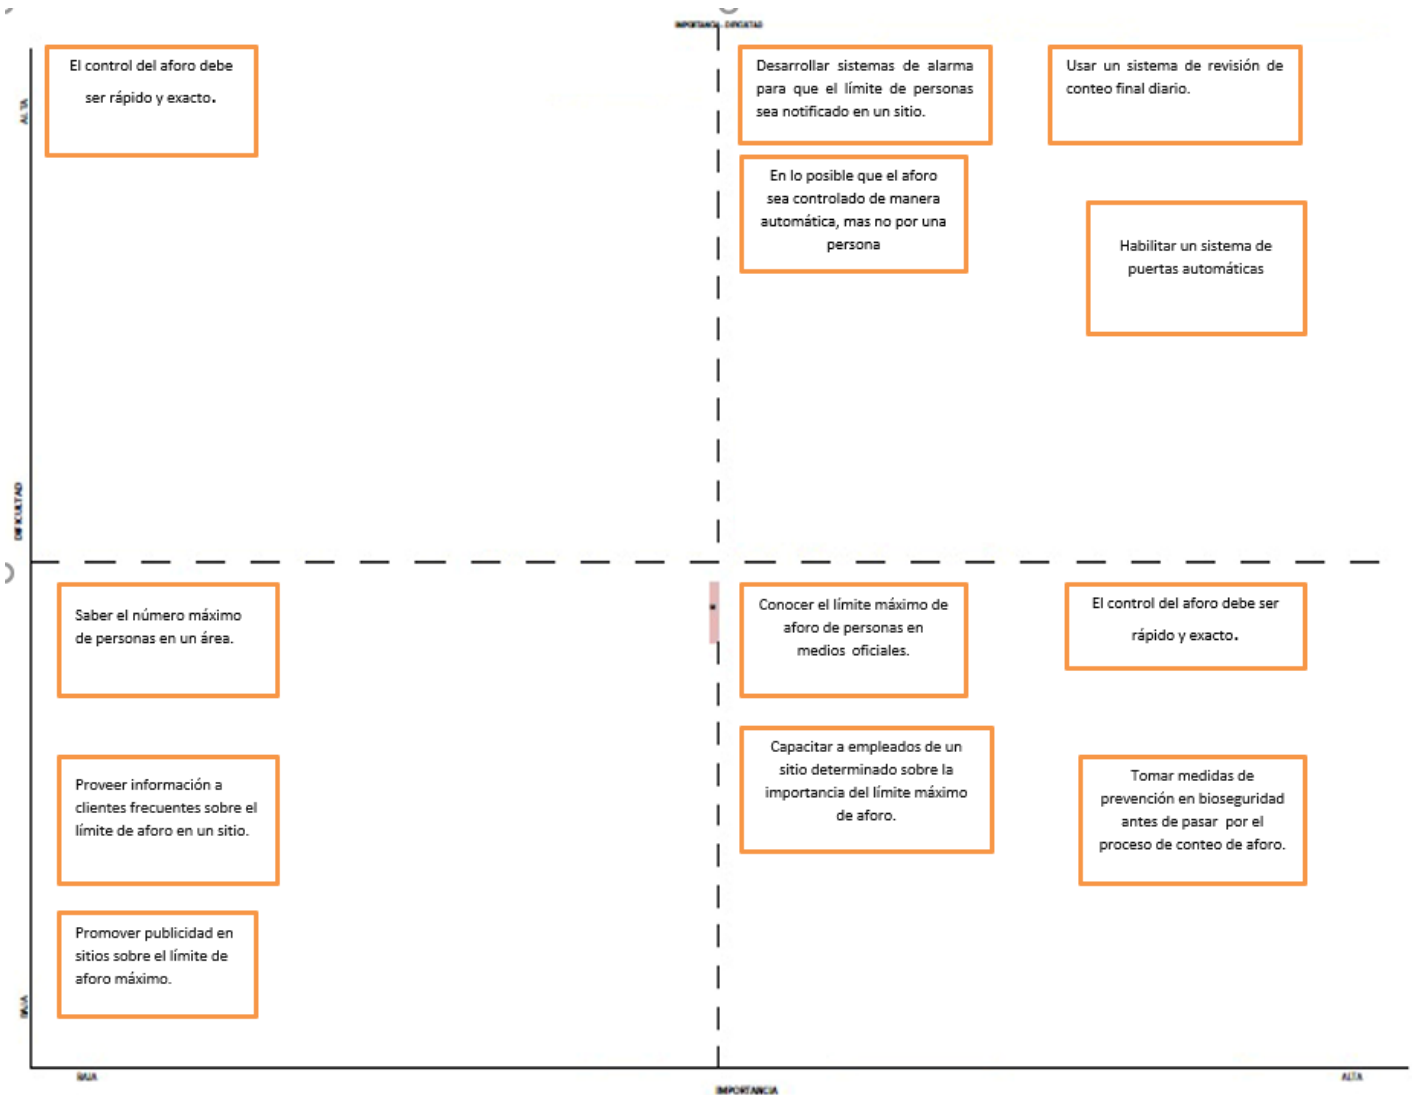 IMPORTANCIA - DIFICULTAD
ALTA
El control del aforo debe
ser rápido y exacto.
Desarrollar sistemas de alarma
para que el límite de personas
sea notificado en un sitio.
Usar un sistema de revisión de
conteo final diario.
En lo posible que el aforo
sea controlado de manera
automática, mas no por una
persona
Habilitar un sistema de
puertas automáticas
DIFICULTAD
Saber el número máximo
de personas en un área.
Conocer el límite máximo de
aforo de personas en
medios oficiales.
El control del aforo debe ser
rápido y exacto.
Proveer información a
clientes frecuentes sobre el
límite de aforo en un sitio.
Capacitar a empleados de un
sitio determinado sobre la
importancia del límite máximo
de aforo.
Tomar medidas de
prevención en bioseguridad
antes de pasar por el
proceso de conteo de aforo.
Promover publicidad en
sitios sobre el límite de
aforo máximo.
BAJA
BAJA
IMPORTANCIA
ALTA